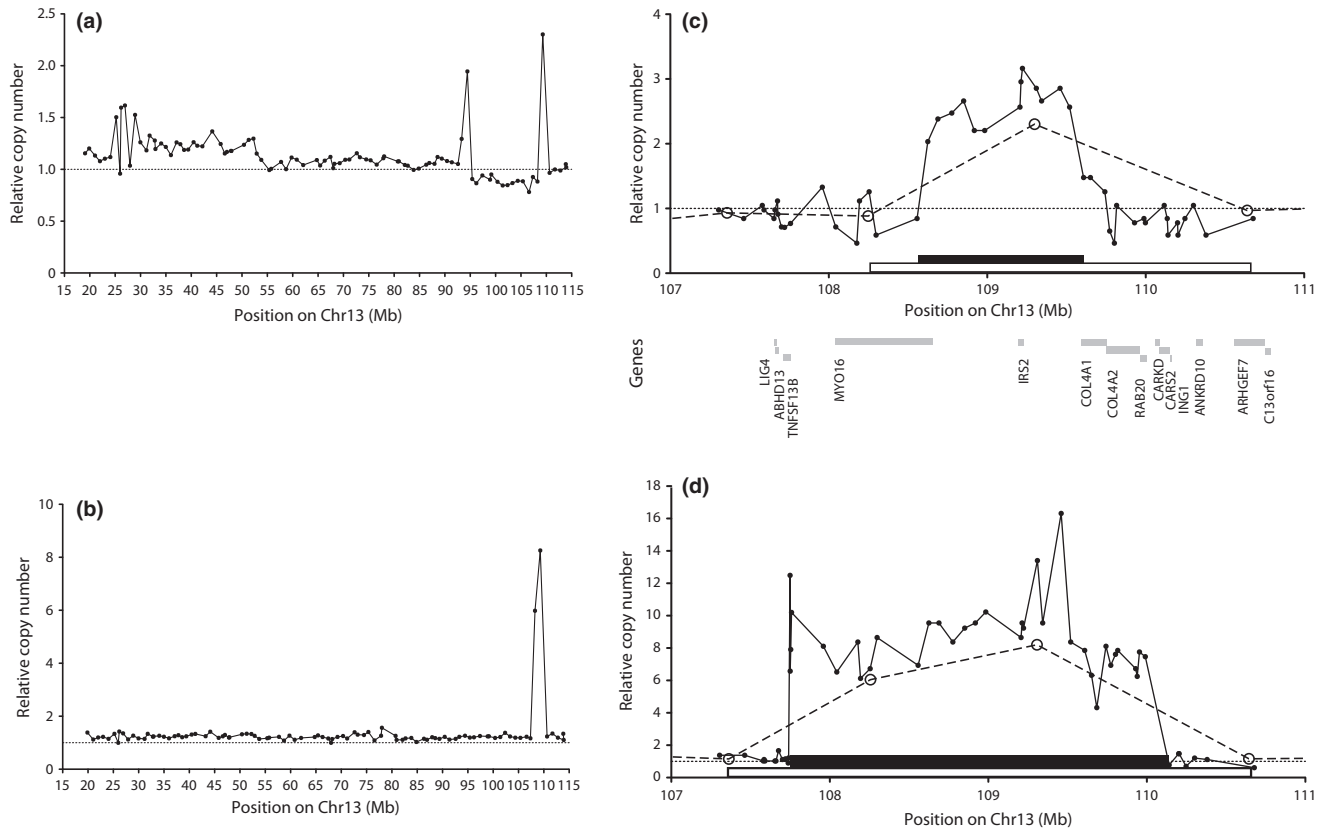 (a)
Relative copy number
2.5
2.0
1.5
1.0
0.5
0
15 20 25 30 35 40 45 50 55 60 65 70 75 80 85 90 95 100 105 110 115
Position on Chr13 (Mb)
(c)
Relative copy number
4
3
2
1
0
107 108 109 110 111
Position on Chr13 (Mb)
Genes
LIG4
ABHD13
TNFSF13B
MYO16
IRS2
COL4A1
COL4A2
RAB20
CARKD
CARS2
ING1
ANKRD10
ARHGEF7
C13orf16
(b)
Relative copy number
10
8
6
4
2
0
15 20 25 30 35 40 45 50 55 60 65 70 75 80 85 90 95 100 105 110 115
Position on Chr13 (Mb)
(d)
Relative copy number
18
16
14
12
10
8
6
4
2
1
0
107 108 109 110 111
Position on Chr13 (Mb)